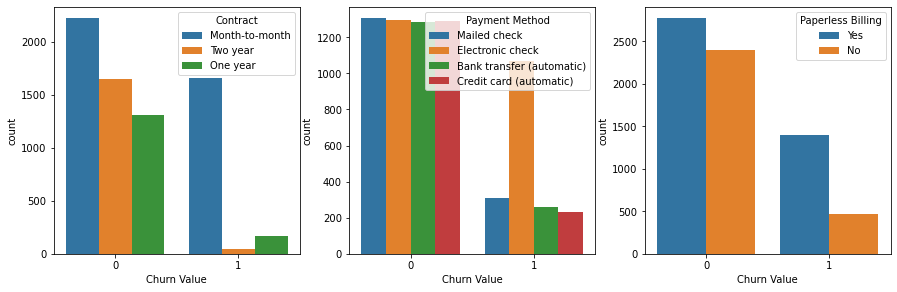 Contract
Month-to-month
Two year
One year
2000
1500
1000
500
0
count
0
1
Churn Value
Payment Method
Mailed check
Electronic check
Bank transfer (automatic)
Credit card (automatic)
1200
1000
800
600
400
200
0
count
0
1
Churn Value
Paperless Billing
Yes
No
2500
2000
1500
1000
500
0
count
0
1
Churn Value